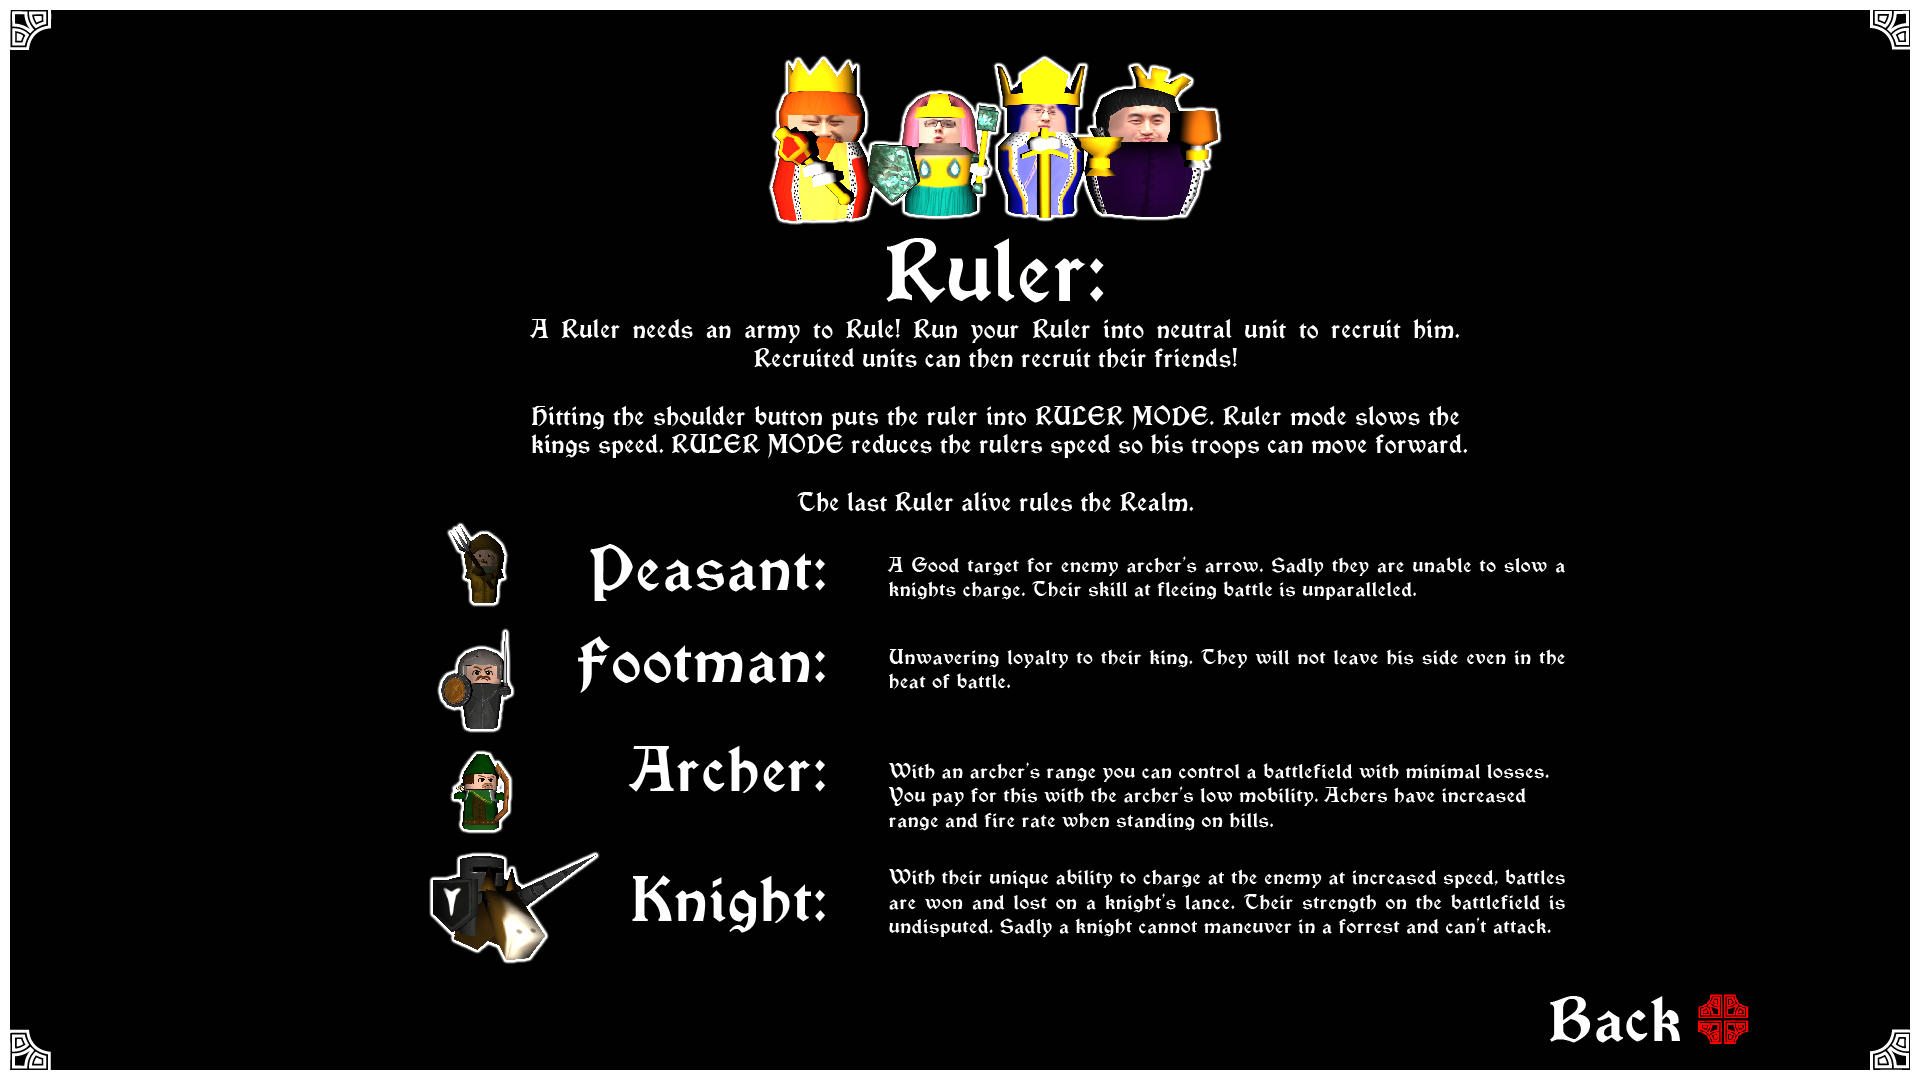 Ruler:
A Ruler needs an army to Rule! Run your Ruler into neutral unit to recruit him.
Recruited units can then recruit their friends!
Hitting the shoulder button puts the ruler into RULER MODE. Ruler mode slows the
kings speed. RULER MODE reduces the rulers speed so his troops can move forward.
The last Ruler alive rules the Realm.
Peasant:
A Good target for enemy archer's arrow. Sadly they are unable to slow a
knights charge. Their skill at fleeing battle is unparalleled.
Footman:
Unwavering loyalty to their king. They will not leave his side even in the
heat of battle.
Archer:
With an archer's range you can control a battlefield with minimal losses.
You pay for this with the archer's low mobility. Achers have increased
range and fire rate when standing on hills.
Knight:
With their unique ability to charge at the enemy at increased speed, battles
are won and lost on a knight's lance. Their strength on the battlefield is
undisputed. Sadly a knight cannot maneuver in a forrest and can't attack.
Back